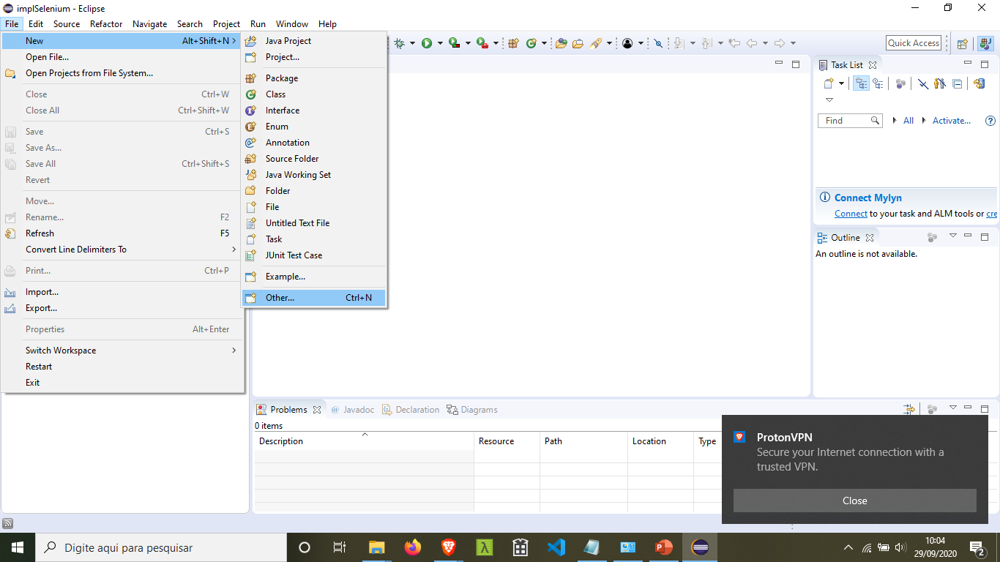 implSelenium - Eclipse
File Edit Source Refactor Navigate Search Project Run Window Help
New Alt+Shift+N
Open File...
Open Projects from File System...
Close Ctrl+W
Close All Ctrl+Shift+W
Save Ctrl+S
Save As...
Save All Ctrl+Shift+S
Revert
Move...
Rename... F2
Refresh F5
Convert Line Delimiters To
Print... Ctrl+P
Import...
Export...
Properties Alt+Enter
Switch Workspace
Restart
Exit
Java Project
Project...
Package
Class
Interface
Enum
Annotation
Source Folder
Java Working Set
Folder
File
Untitled Text File
Task
JUnit Test Case
Example...
Other... Ctrl+N
Quick Access
Task List
Find All Activate...
Connect Mylyn
Connect to your task and ALM tools or cre
Outline
An outline is not available.
Problems Javadoc Declaration Diagrams
0 items
Description Resource Path Location Type
ProtonVPN
Secure your Internet connection with a
trusted VPN.
Close
Digite aqui para pesquisar
10:04
29/09/2020
2